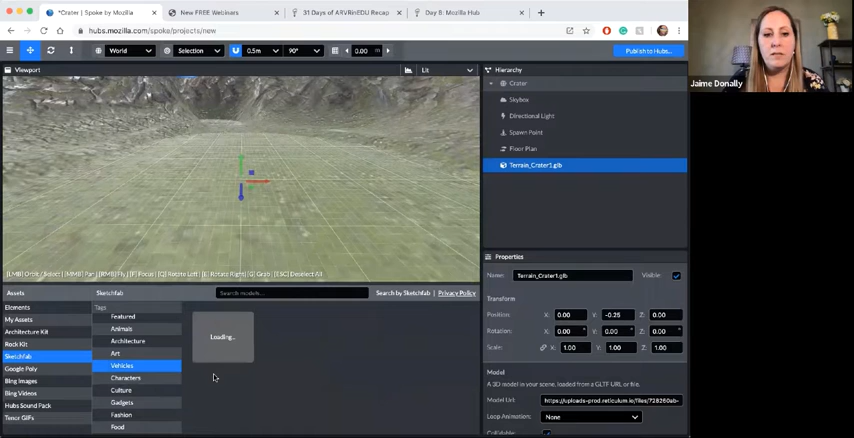 *Crater | Spoke by Mozilla
New FREE Webinars
31 Days of ARVRinEDU Recap
Day 8: Mozilla Hub
hubs.mozilla.com/spoke/projects/new
World
Selection
0.5m
90°
0.00 m
Publish to Hubs...
Viewport
Lit
Hierarchy
Crater
Skybox
Directional Light
Spawn Point
Floor Plan
Terrain_Crater1.glb
Jaime Donally
[LMB] Orbit / Select | [MMB] Pan | [RMB] Fly | [F] Focus | [Q] Rotate Left | [E] Rotate Right | [G] Grab | [ESC] Deselect All
Properties
Name: Terrain_Crater1.glb Visible:
Transform
Position: X: 0.00 Y: -0.25 Z: 0.00
Rotation: X: 0.00 ° Y: 0.00 ° Z: 0.00 °
Scale: X: 1.00 Y: 1.00 Z: 1.00
Model
A 3D model in your scene, loaded from a GLTF URL or file.
Model Url: https://uploads-prod.reticulum.io/files/728260ab-
Loop Animation: None
Collidable:
Assets
Elements
My Assets
Architecture Kit
Rock Kit
Sketchfab
Google Poly
Bing Images
Bing Videos
Hubs Sound Pack
Tenor GIFs
Sketchfab
Search models...
Search by Sketchfab | Privacy Policy
Tags
Featured
Animals
Architecture
Art
Vehicles
Characters
Culture
Gadgets
Fashion
Food
Loading...